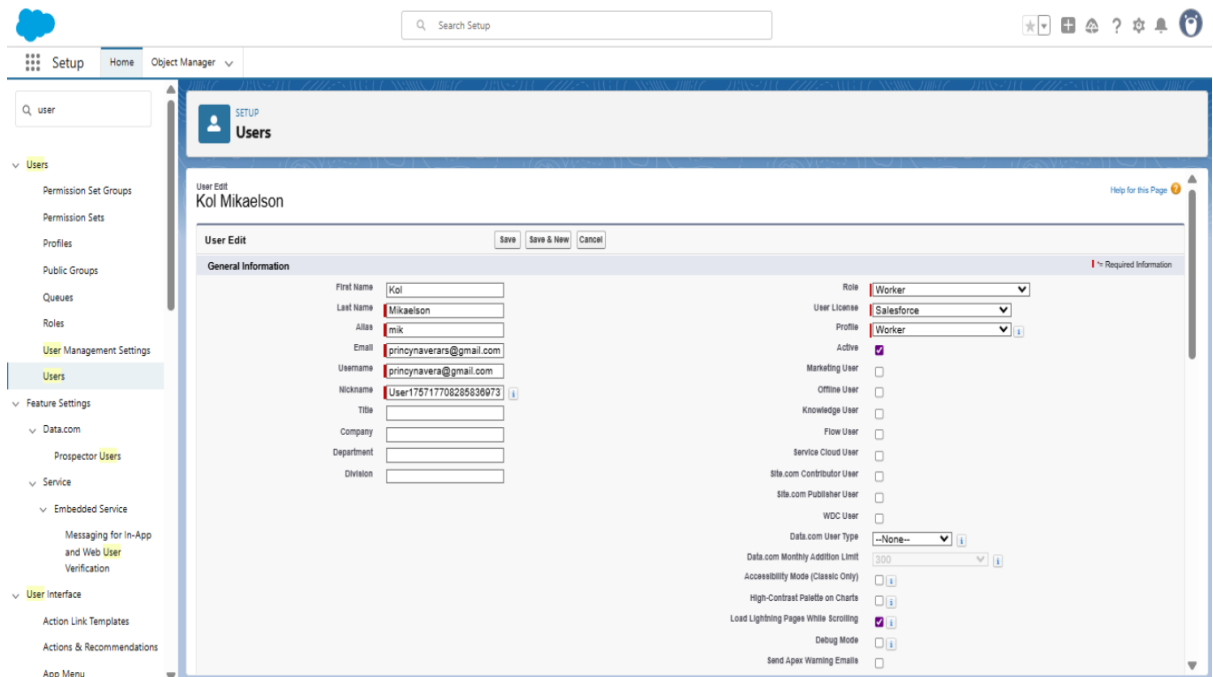 Search Setup
Setup
Home
Object Manager
user
Users
Permission Set Groups
Permission Sets
Profiles
Public Groups
Queues
Roles
User Management Settings
Users
Feature Settings
Data.com
Prospector Users
Service
Embedded Service
Messaging for In-App
and Web User
Verification
User Interface
Action Link Templates
Actions & Recommendations
App Menu
SETUP
Users
User Edit
Kol Mikaelson
Help for this Page
User Edit
Save
Save & New
Cancel
General Information
= Required Information
First Name Kol
Last Name Mikaelson
Alias mik
Email princynaverars@gmail.com
Username princynavera@gmail.com
Nickname User175717708285836973
Title
Company
Department
Division
Role Worker
User License Salesforce
Profile Worker
Active
Marketing User
Offline User
Knowledge User
Flow User
Service Cloud User
Site.com Contributor User
Site.com Publisher User
WDC User
Data.com User Type --None--
Data.com Monthly Addition Limit 300
Accessibility Mode (Classic Only)
High-Contrast Palette on Charts
Load Lightning Pages While Scrolling
Debug Mode
Send Apex Warning Emails